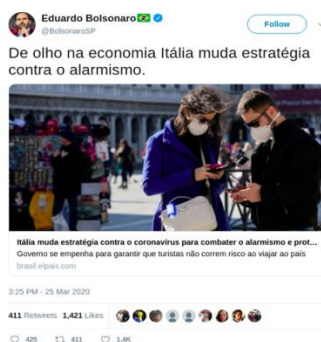 Eduardo Bolsonaro🇧🇷
@BolsonaroSP
Follow
De olho na economia Itália muda estratégia
contra o alarmismo.
Itália muda estratégia contra o coronavírus para combater o alarmismo e prot...
Governo se empenha para garantir que turistas não correm risco ao viajar ao país
brasil.elpais.com
3:25 PM - 25 Mar 2020
411 Retweets 1,421 Likes
425 411 1.4K